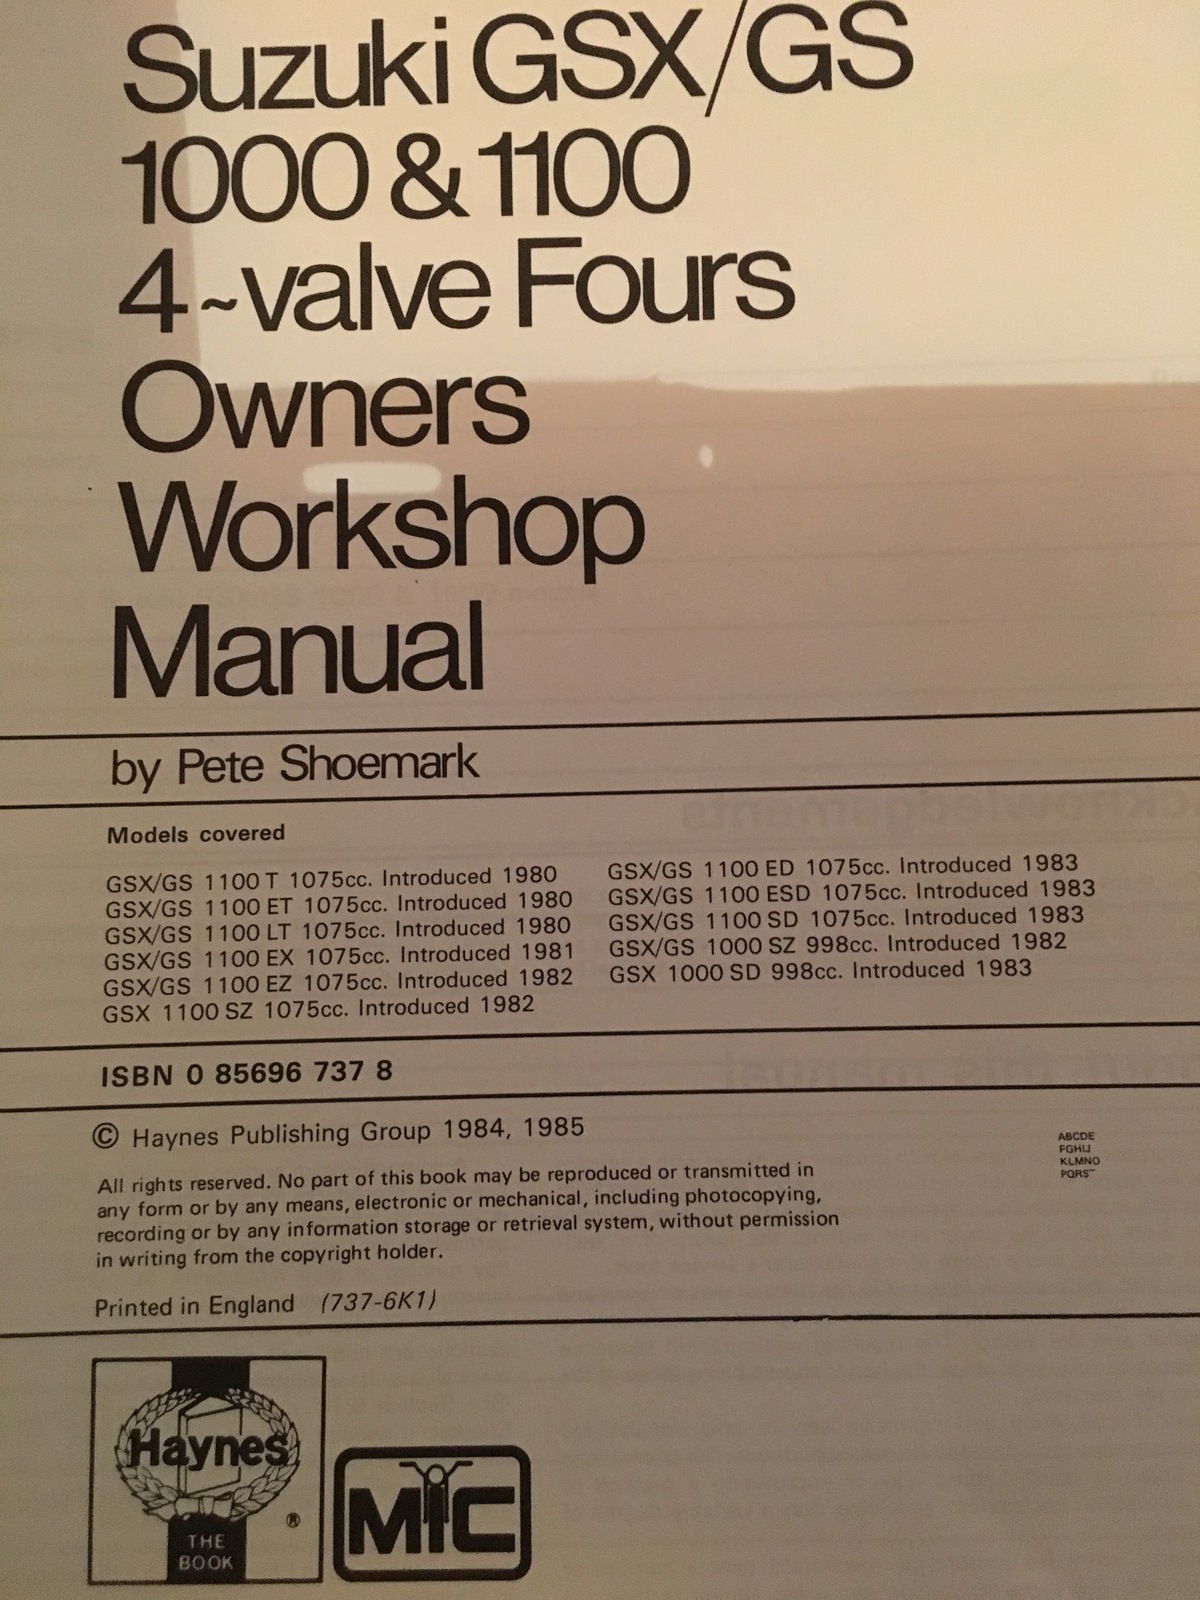 Suzuki GSX/GS
1000 & 1100
4~valve Fours
Owners
Workshop
Manual
by Pete Shoemark
Models covered
GSX/GS 1100 T 1075cc. Introduced 1980
GSX/GS 1100 ET 1075cc. Introduced 1980
GSX/GS 1100 LT 1075cc. Introduced 1980
GSX/GS 1100 EX 1075cc. Introduced 1981
GSX/GS 1100 EZ 1075cc. Introduced 1982
GSX 1100 SZ 1075cc. Introduced 1982
GSX/GS 1100 ED 1075cc. Introduced 1983
GSX/GS 1100 ESD 1075cc. Introduced 1983
GSX/GS 1100 SD 1075cc. Introduced 1983
GSX/GS 1000 SZ 998cc. Introduced 1982
GSX 1000 SD 998cc. Introduced 1983
ISBN 0 85696 737 8
© Haynes Publishing Group 1984, 1985
ABCDE
FGHIJ
KLMNO
PQRS
All rights reserved. No part of this book may be reproduced or transmitted in
any form or by any means, electronic or mechanical, including photocopying,
recording or by any information storage or retrieval system, without permission
in writing from the copyright holder.
Printed in England (737-6K1)
Haynes
®
THE
BOOK
MIC